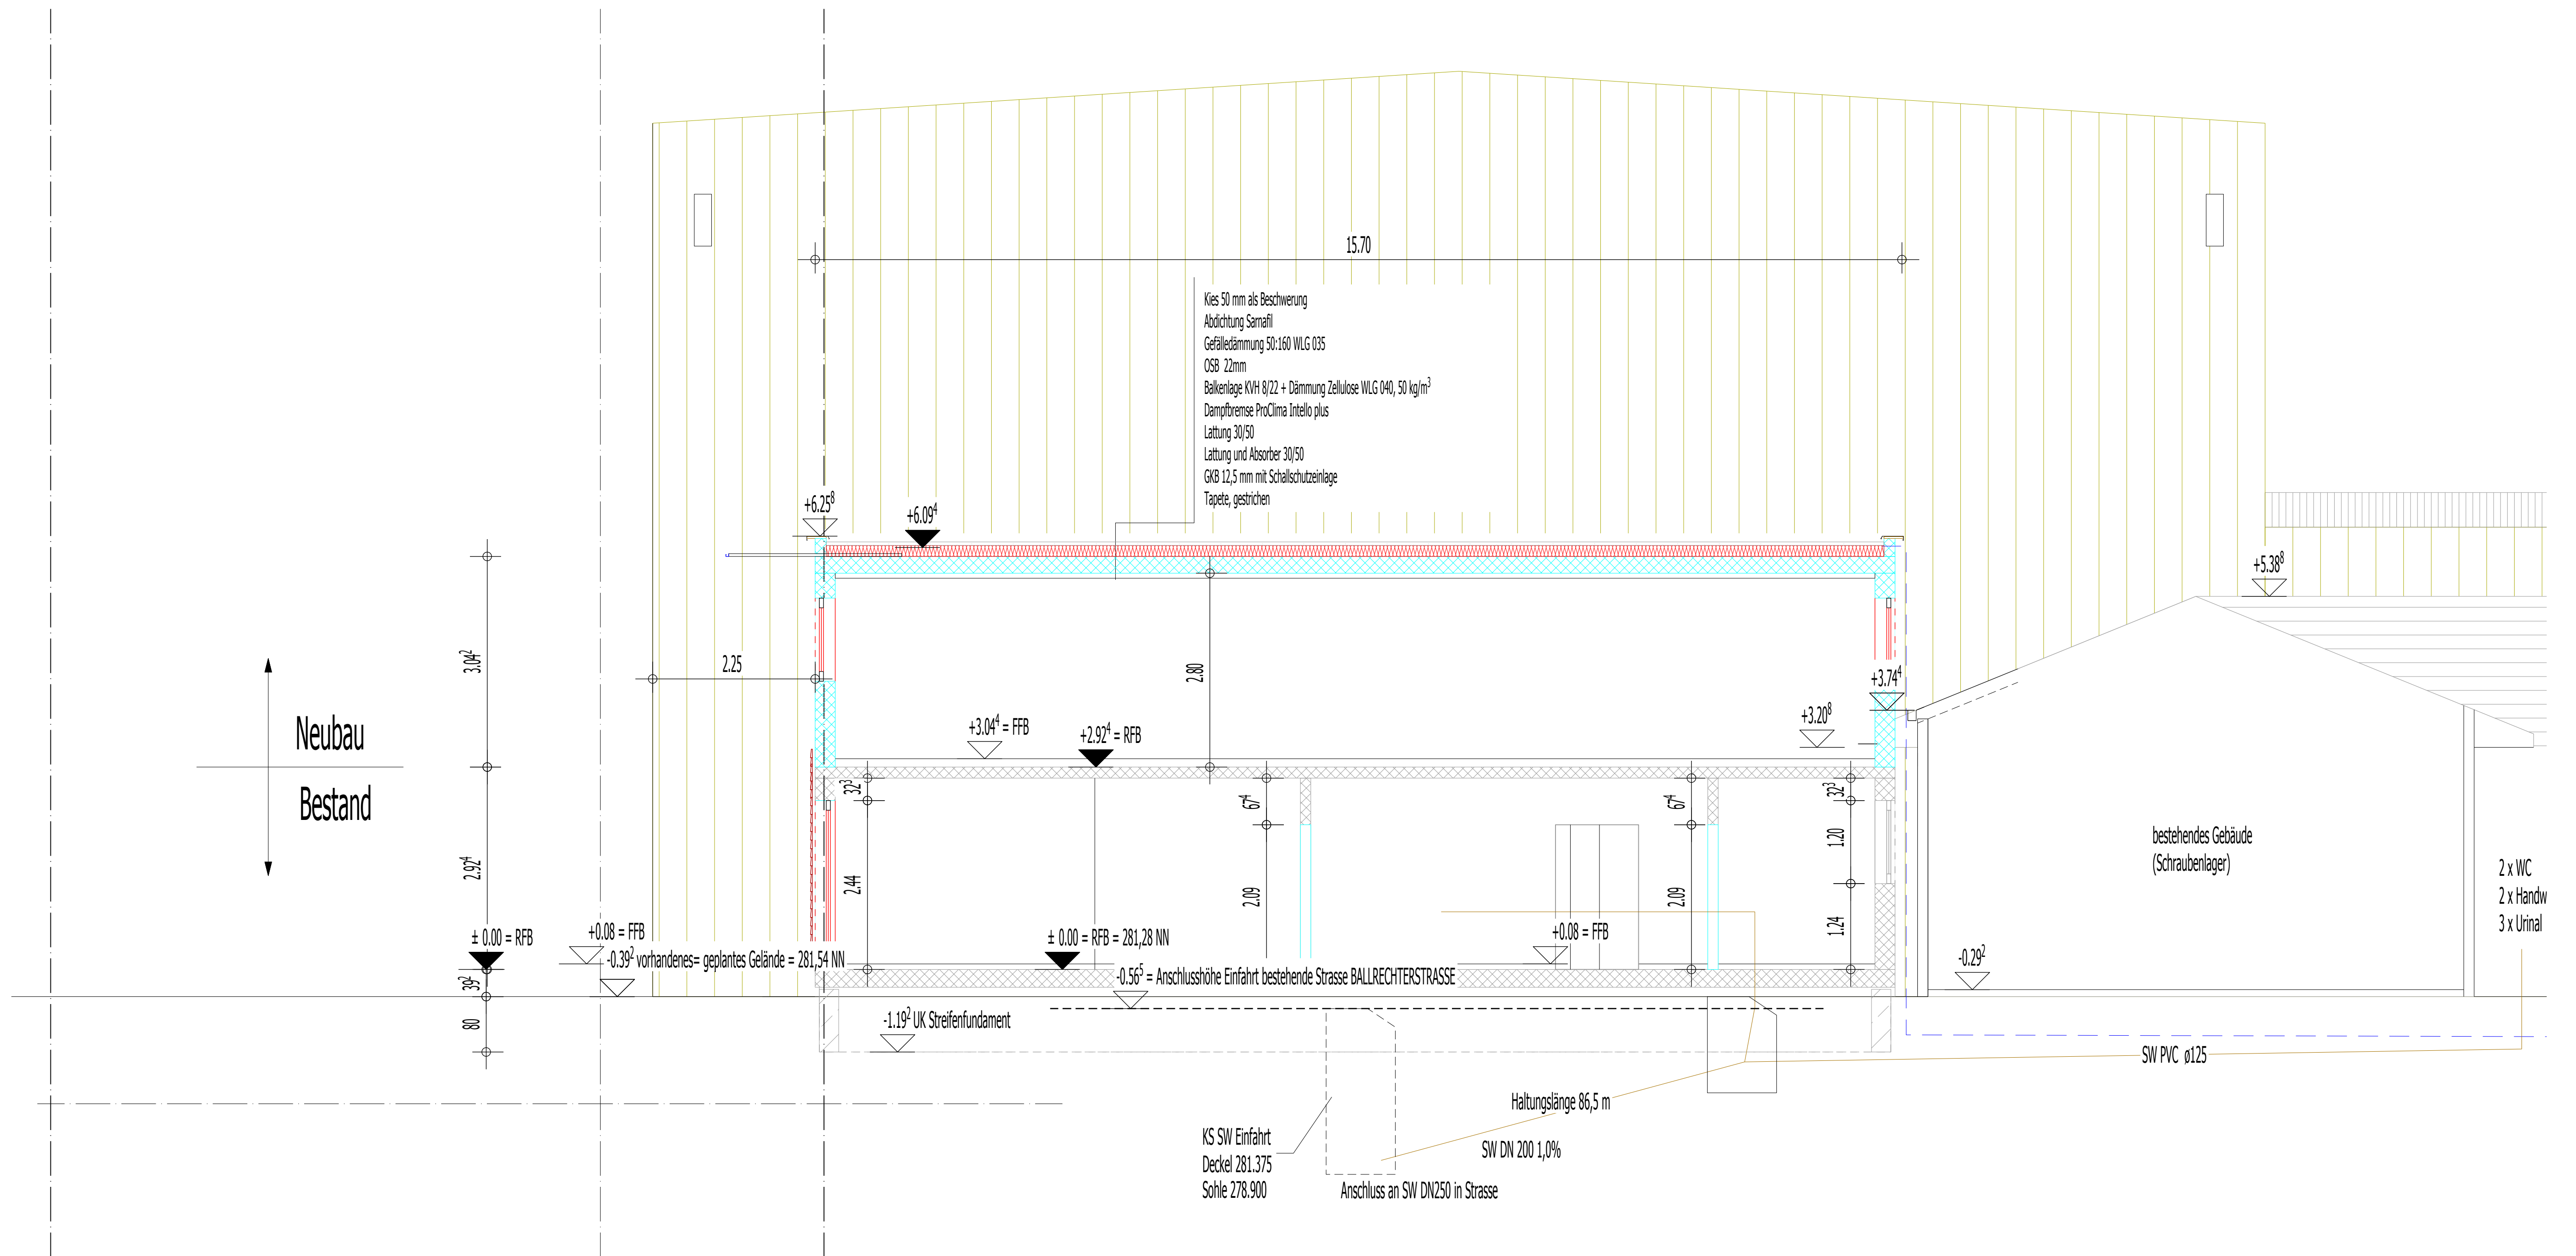 15.70
Kies 50 mm als Beschwerung
Abdichtung Sarnafil
Gefälledämmung 50:160 WLG 035
OSB 22mm
Balkenlage KVH 8/22 + Dämmung Zellulose WLG 040, 50 kg/m³
Dampfbremse ProClima Intello plus
Lattung 30/50
Lattung und Absorber 30/50
GKB 12,5 mm mit Schallschutzeinlage
Tapete, gestrichen
+6.25⁸
+6.09⁴
+5.38⁸
3.04²
2.25
2.80
+3.74⁴
+3.20⁸
+3.04⁴ = FFB
+2.92⁴ = RFB
Neubau
Bestand
2.92⁴
32³
2.44
67⁴
2.09
67⁴
2.09
32³
1.20
1.24
bestehendes Gebäude
(Schraubenlager)
2 x WC
2 x Handw
3 x Urinal
± 0.00 = RFB
+0.08 = FFB
-0.39² vorhandenes= geplantes Gelände = 281,54 NN
± 0.00 = RFB = 281,28 NN
+0.08 = FFB
-0.29²
-0.56⁵ = Anschlusshöhe Einfahrt bestehende Strasse BALLRECHTERSTRASSE
39²
80
-1.19² UK Streifenfundament
SW PVC ø125
Haltungslänge 86,5 m
KS SW Einfahrt
Deckel 281.375
Sohle 278.900
SW DN 200 1,0%
Anschluss an SW DN250 in Strasse